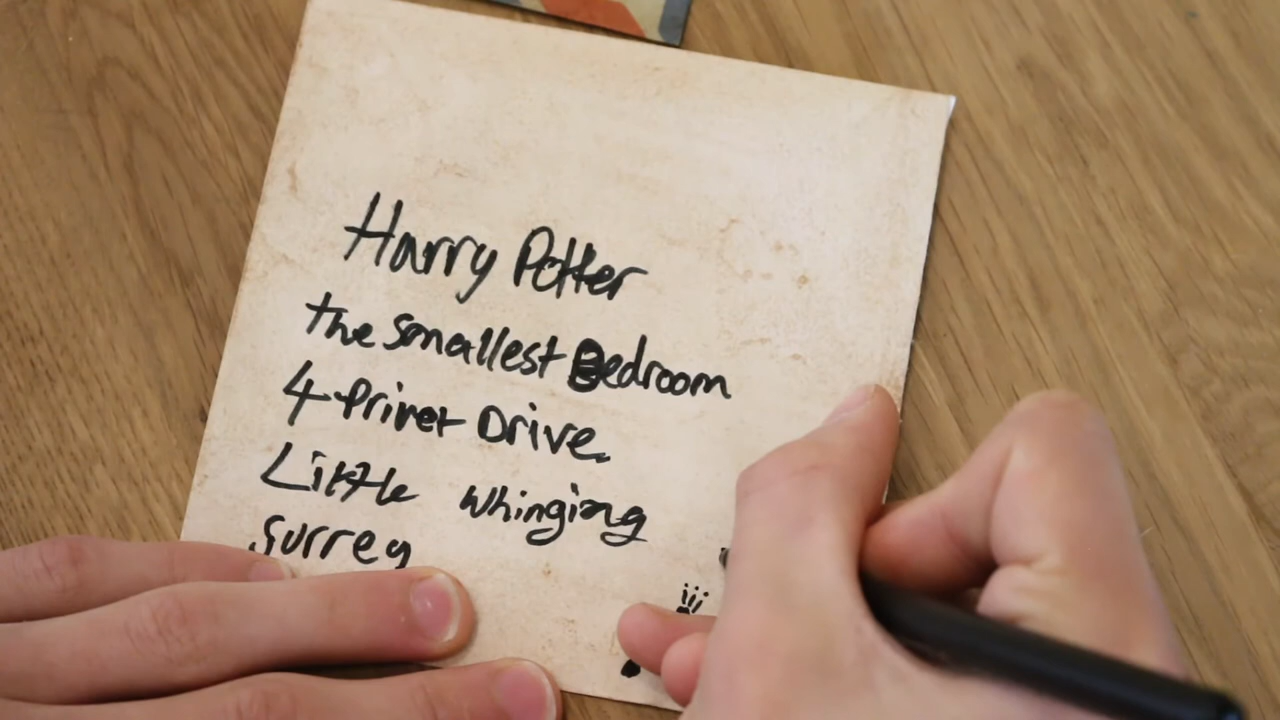 Harry Potter
the smallest Bedroom
4 Privet Drive.
Little Whinging
Surrey